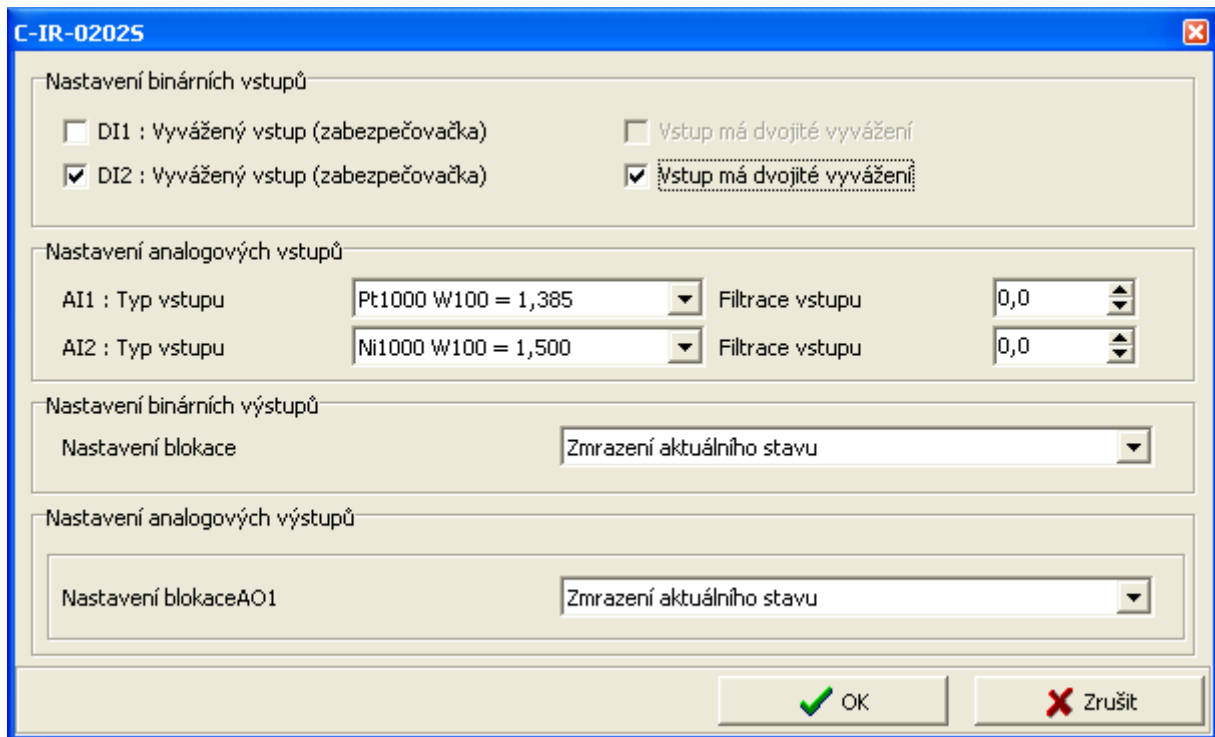 C-IR-0202S
Nastavení binárních vstupů
DI1 : Vyvážený vstup (zabezpečovačka) Vstup má dvojité vyvážení
DI2 : Vyvážený vstup (zabezpečovačka) Vstup má dvojité vyvážení
Nastavení analogových vstupů
AI1 : Typ vstupu Pt1000 W100 = 1,385 Filtrace vstupu 0,0
AI2 : Typ vstupu Ni1000 W100 = 1,500 Filtrace vstupu 0,0
Nastavení binárních výstupů
Nastavení blokace Zmrazení aktuálního stavu
Nastavení analogových výstupů
Nastavení blokaceAO1 Zmrazení aktuálního stavu
OK Zrušit